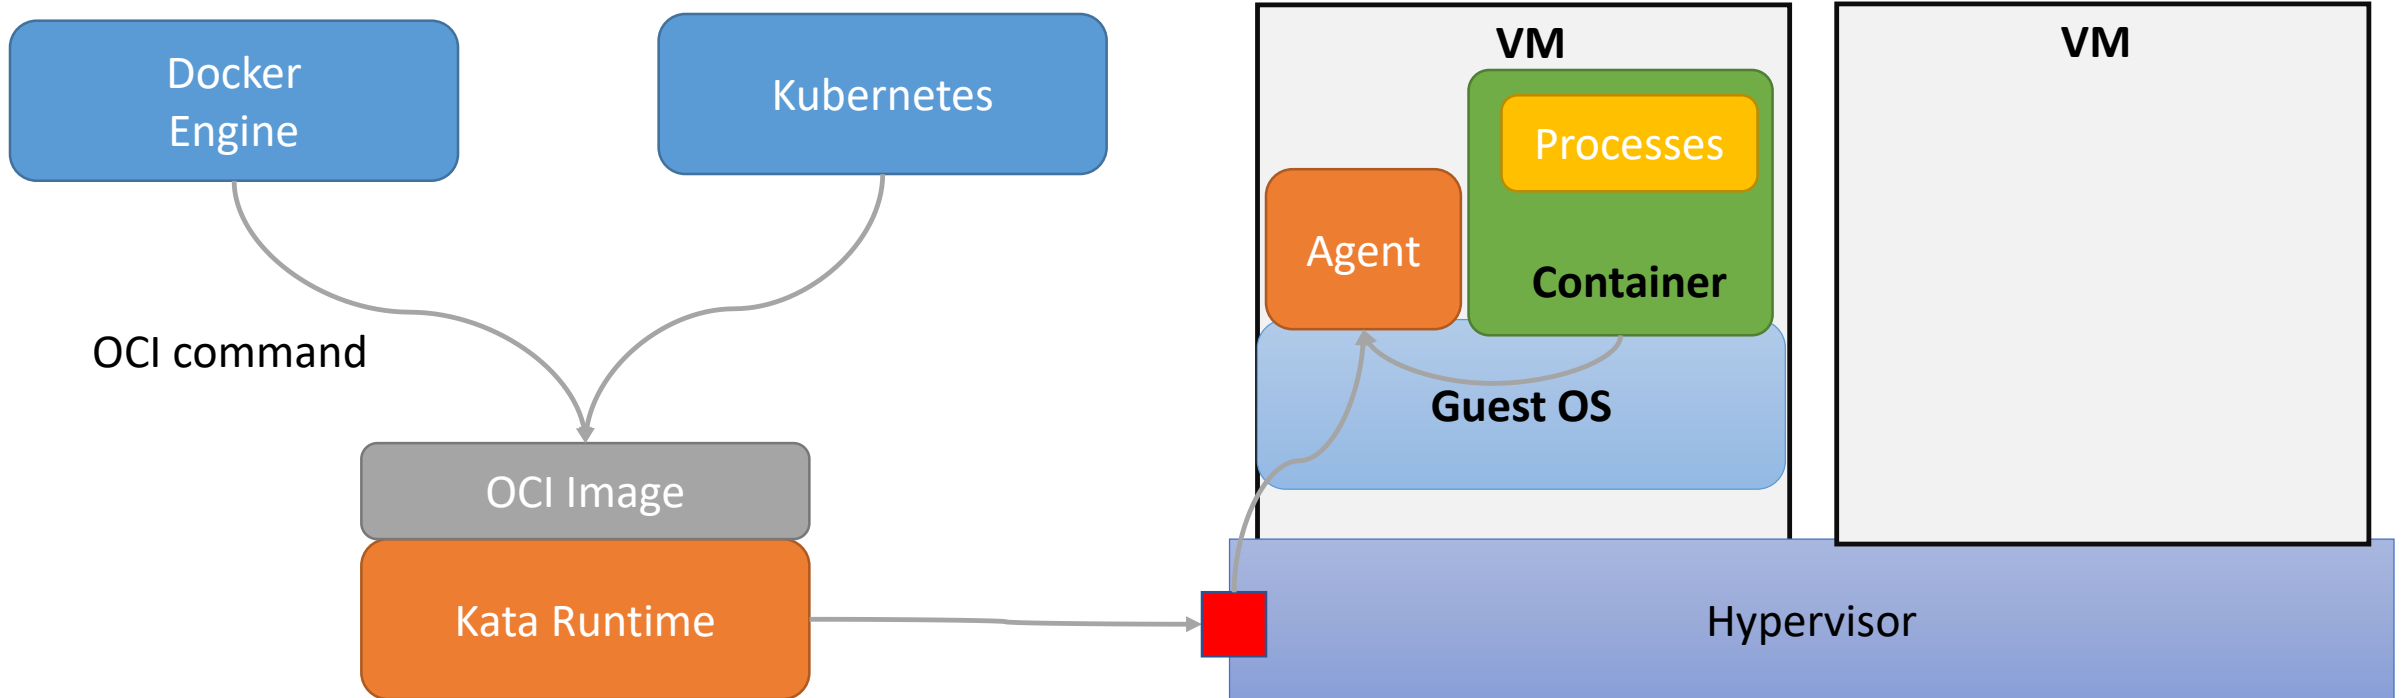 Docker
Engine
Kubernetes
OCI command
OCI Image
Kata Runtime
VM
Processes
Agent
Container
Guest OS
VM
Hypervisor